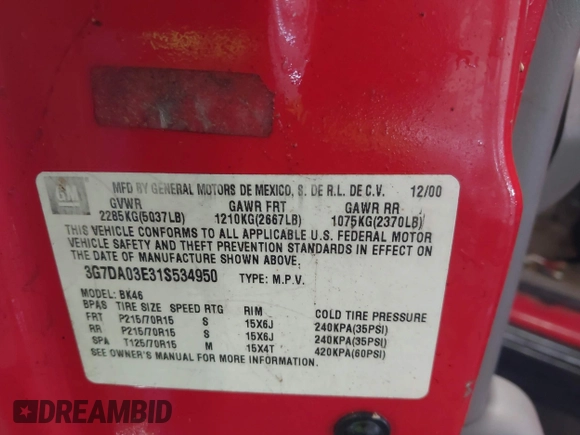 GM MFD BY GENERAL MOTORS DE MEXICO, S. DE R.L. DE C.V. 12/00
GVWR GAWR FRT GAWR RR
2285KG(5037LB) 1210KG(2667LB) 1075KG(2370LB)
THIS VEHICLE CONFORMS TO ALL APPLICABLE U.S. FEDERAL MOTOR
VEHICLE SAFETY AND THEFT PREVENTION STANDARDS IN EFFECT ON
THE DATE OF MANUFACTURE SHOWN ABOVE.
3G7DA03E31S534950 TYPE: M.P.V.
MODEL: BK46
BPAS TIRE SIZE SPEED RTG RIM COLD TIRE PRESSURE
FRT P215/70R15 S 15X6J 240KPA(35PSI)
RR P215/70R15 S 15X6J 240KPA(35PSI)
SPA T125/70R15 M 15X4T 420KPA(60PSI)
SEE OWNER'S MANUAL FOR MORE INFORMATION.
DREAMBID